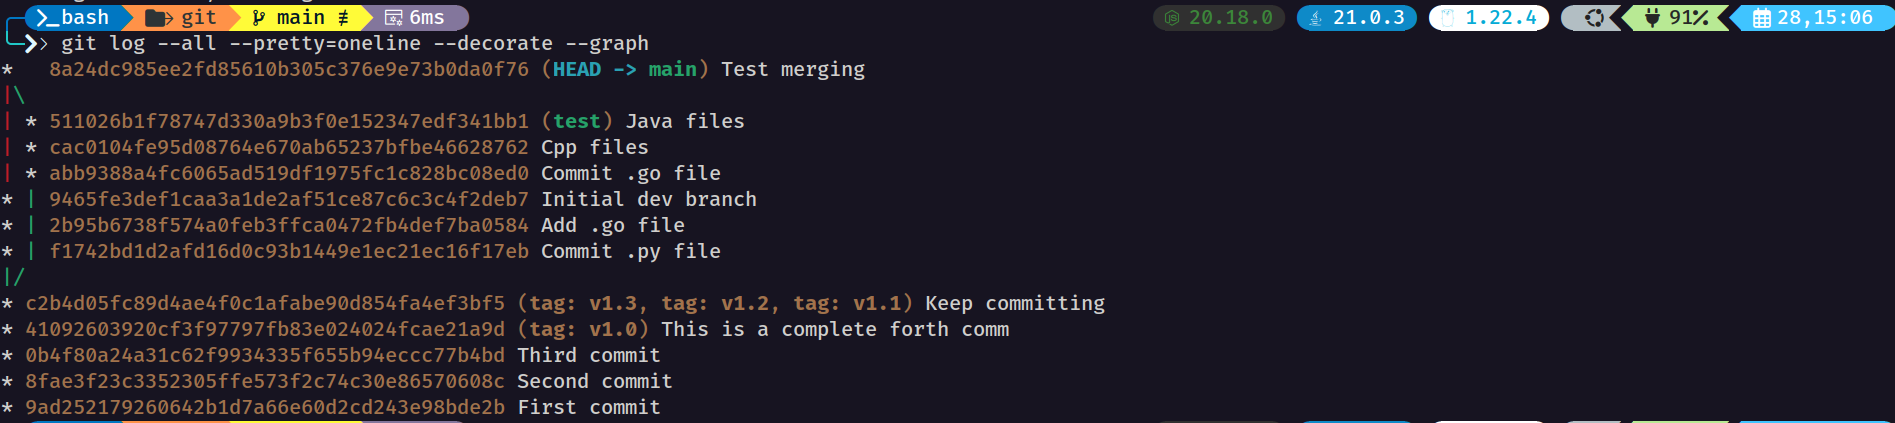 bash git main ≢ 6ms 20.18.0 21.0.3 1.22.4 91% 28,15:06
git log --all --pretty=oneline --decorate --graph
*   8a24dc985ee2fd85610b305c376e9e73b0da0f76 (HEAD -> main) Test merging
|\
| * 511026b1f78747d330a9b3f0e152347edf341bb1 (test) Java files
| * cac0104fe95d08764e670ab65237bfbe46628762 Cpp files
| * abb9388a4fc6065ad519df1975fc1c828bc08ed0 Commit .go file
* | 9465fe3def1caa3a1de2af51ce87c6c3c4f2deb7 Initial dev branch
* | 2b95b6738f574a0feb3ffca0472fb4def7ba0584 Add .go file
* | f1742bd1d2afd16d0c93b1449e1ec21ec16f17eb Commit .py file
|/
* c2b4d05fc89d4ae4f0c1afabe90d854fa4ef3bf5 (tag: v1.3, tag: v1.2, tag: v1.1) Keep committing
* 41092603920cf3f97797fb83e024024fcae21a9d (tag: v1.0) This is a complete forth comm
* 0b4f80a24a31c62f9934335f655b94eccc77b4bd Third commit
* 8fae3f23c3352305ffe573f2c74c30e86570608c Second commit
* 9ad252179260642b1d7a66e60d2cd243e98bde2b First commit